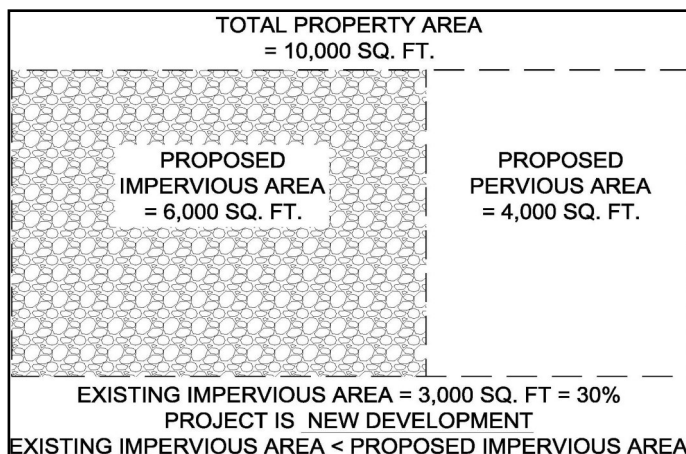 TOTAL PROPERTY AREA
= 10,000 SQ. FT.
PROPOSED
IMPERVIOUS AREA
= 6,000 SQ. FT.
PROPOSED
PERVIOUS AREA
= 4,000 SQ. FT.
EXISTING IMPERVIOUS AREA = 3,000 SQ. FT = 30%
PROJECT IS NEW DEVELOPMENT
EXISTING IMPERVIOUS AREA < PROPOSED IMPERVIOUS AREA